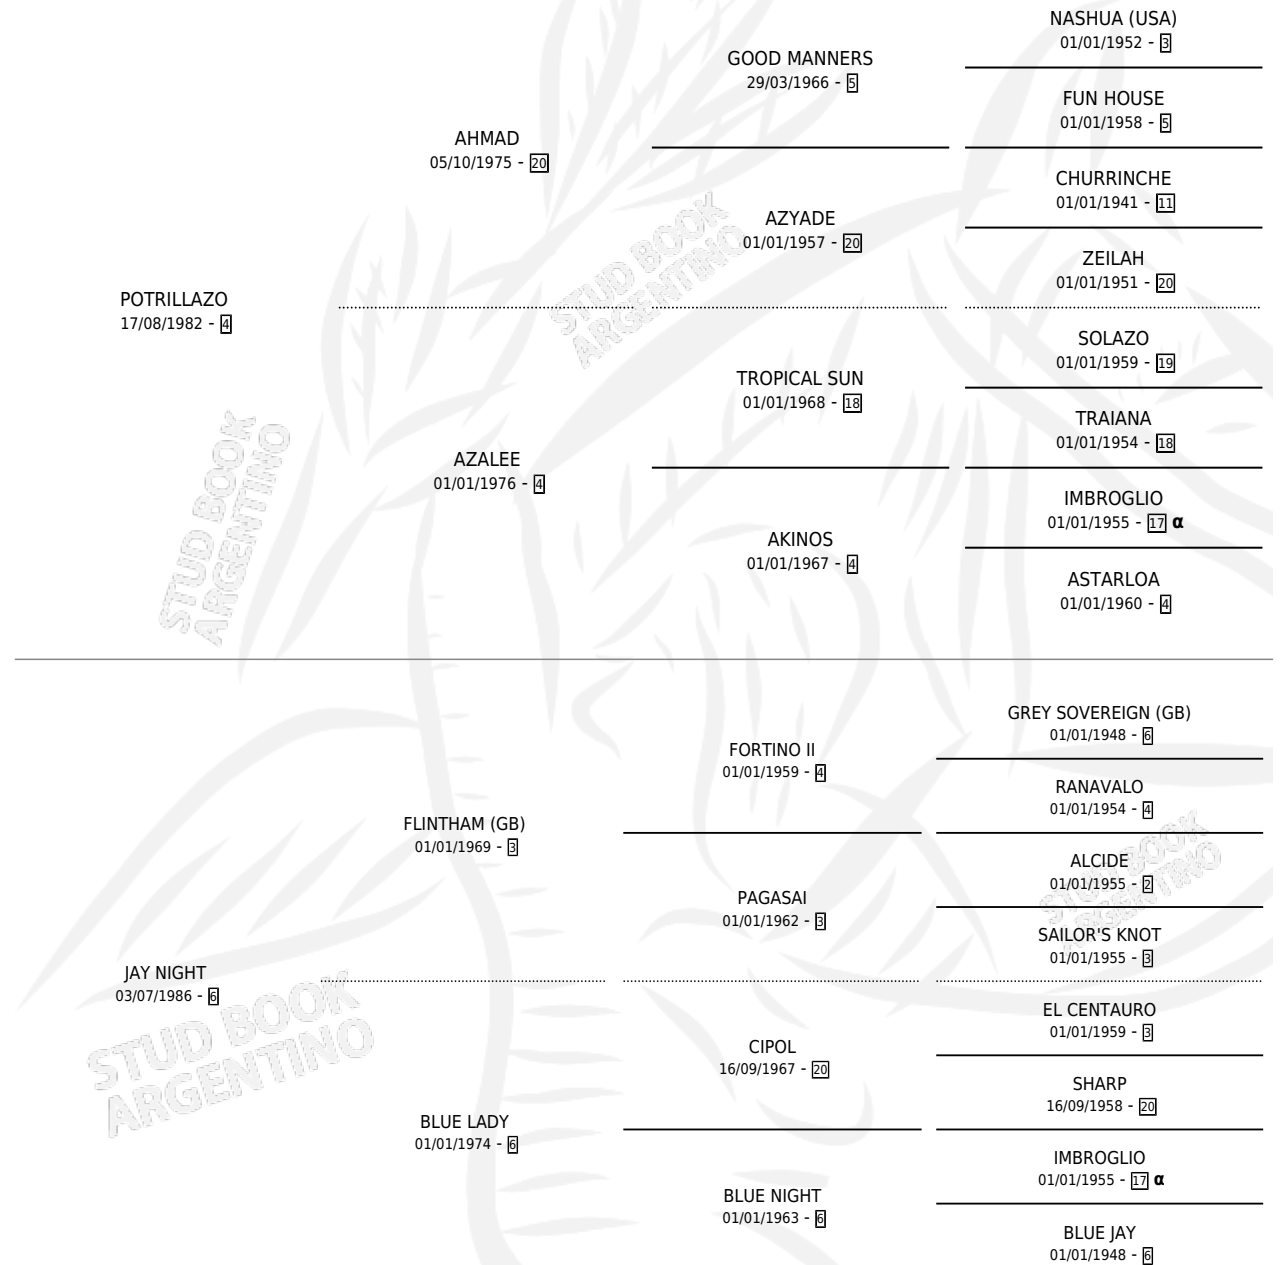 NASHUA (USA)
01/01/1952 - 3
GOOD MANNERS
29/03/1966 - 5
FUN HOUSE
01/01/1958 - 5
AHMAD
05/10/1975 - 20
CHURRINCHE
01/01/1941 - 11
AZYADE
01/01/1957 - 20
ZEILAH
01/01/1951 - 20
STUD BOOK
ARGENTINO
POTRILLAZO
17/08/1982 - 4
SOLAZO
01/01/1959 - 19
TROPICAL SUN
01/01/1968 - 18
TRAIANA
01/01/1954 - 18
AZALEE
01/01/1976 - 4
IMBROGLIO
01/01/1955 - 17 α
AKINOS
01/01/1967 - 4
ASTARLOA
01/01/1960 - 4
STUD BOOK
ARGENTINO
GREY SOVEREIGN (GB)
01/01/1948 - 6
FORTINO II
01/01/1959 - 4
RANAVALO
01/01/1954 - 4
FLINTHAM (GB)
01/01/1969 - 3
ALCIDE
01/01/1955 - 2
PAGASAI
01/01/1962 - 3
SAILOR'S KNOT
01/01/1955 - 3
STUD BOOK
ARGENTINO
JAY NIGHT
03/07/1986 - 6
EL CENTAURO
01/01/1959 - 3
CIPOL
16/09/1967 - 20
SHARP
16/09/1958 - 20
STUD BOOK
ARGENTINO
BLUE LADY
01/01/1974 - 6
IMBROGLIO
01/01/1955 - 17 α
BLUE NIGHT
01/01/1963 - 6
BLUE JAY
01/01/1948 - 6